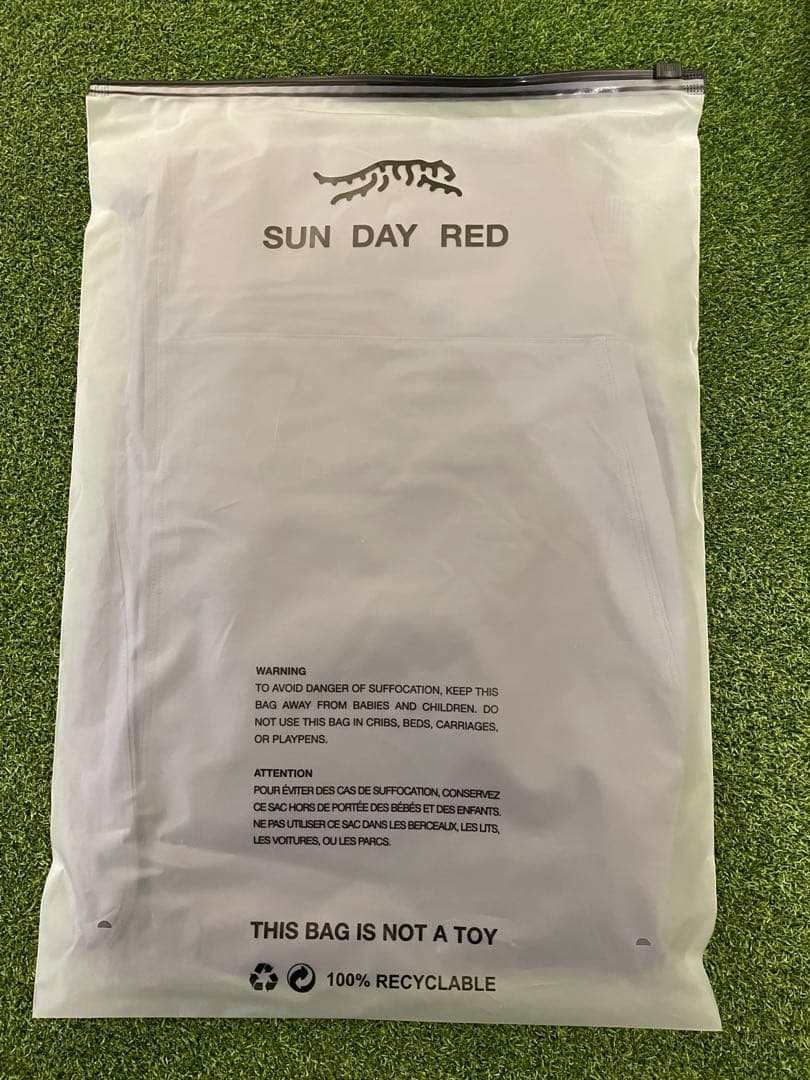 SUN DAY RED
WARNING
TO AVOID DANGER OF SUFFOCATION, KEEP THIS
BAG AWAY FROM BABIES AND CHILDREN. DO
NOT USE THIS BAG IN CRIBS, BEDS, CARRIAGES,
OR PLAYPENS.
ATTENTION
POUR ÉVITER DES CAS DE SUFFOCATION, CONSERVEZ
CE SAC HORS DE PORTÉE DES BÉBÉS ET DES ENFANTS.
NE PAS UTILISER CE SAC DANS LES BERCEAUX, LES LITS,
LES VOITURES, OU LES PARCS.
THIS BAG IS NOT A TOY
100% RECYCLABLE